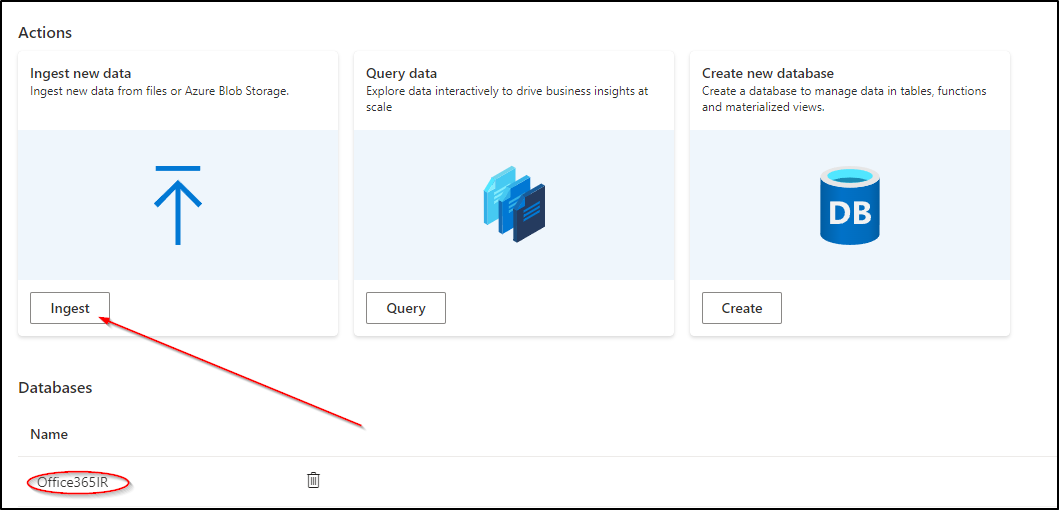 Actions
Ingest new data
Ingest new data from files or Azure Blob Storage.
Ingest
Query data
Explore data interactively to drive business insights at
scale
Query
Create new database
Create a database to manage data in tables, functions
and materialized views.
DB
Create
Databases
Name
Office365IR